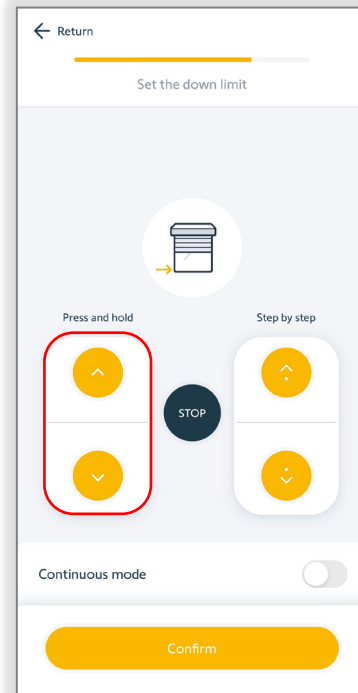 Return
Set the down limit
Press and hold
Step by step
STOP
Continuous mode
Confirm